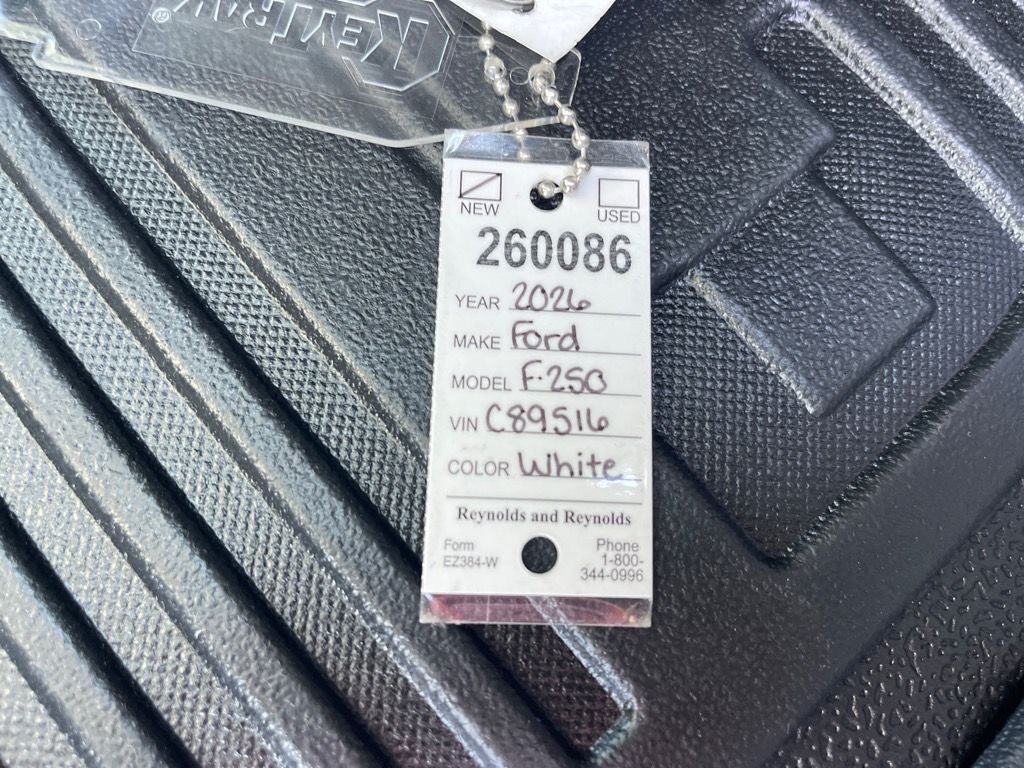 KEYTRAK®
NEW USED
260086
YEAR 2026
MAKE Ford
MODEL F-250
VIN C89516
COLOR White
Reynolds and Reynolds
Form Phone
EZ384-W 1-800-
344-0996